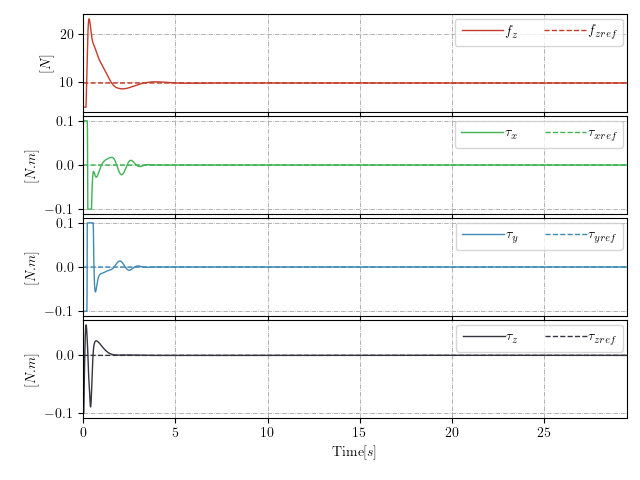 [N]
20
10
f_z
f_zref
[N.m]
0.1
0.0
−0.1
τ_x
τ_xref
[N.m]
0.1
0.0
−0.1
τ_y
τ_yref
[N.m]
0.0
−0.1
τ_z
τ_zref
0 5 10 15 20 25
Time[s]